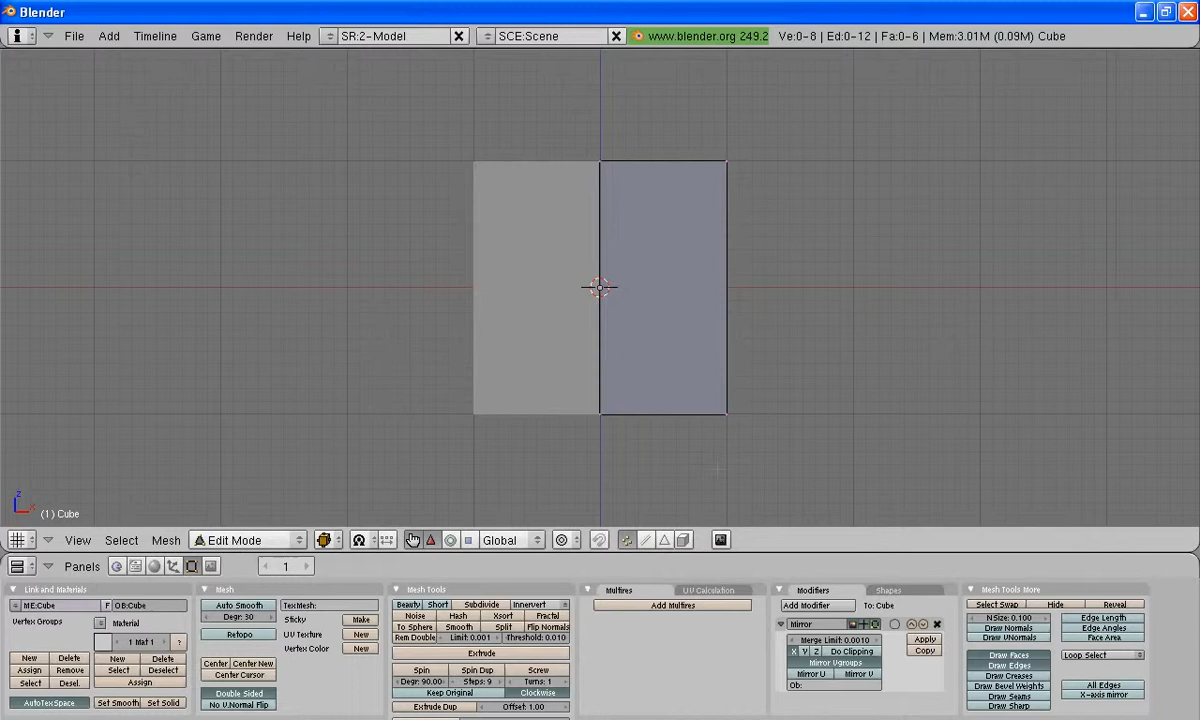 Blender
File Add Timeline Game Render SR:2-Model SCE:Scene www.blender.org 249.2 Ve:0-8 | Ed:0-12 | Fa:0-6 | Mem:3.01M (0.09M) Cube
z
x
(1) Cube
View Select Mesh Edit Mode Global
Panels 1
Link and Materials
ME:Cube F OB:Cube
Vertex Groups
Material
1 Mat 1 ?
New Delete New Delete
Assign Remove Select Deselect
Select Desel. Assign
AutoTexSpace Set Smooth Set Solid
Mesh
Auto Smooth
Degr: 30
Retopo
Center Center New
Center Cursor
Double Sided
No V.Normal Flip
TexMesh:
Sticky Make
UV Texture New
Vertex Color New
Mesh Tools
Beauty Short Subdivide Innervert
Noise Hash Xsort Fractal
To Sphere Smooth Split Flip Normals
Rem Double Limit: 0.001 Threshold: 0.010
Extrude
Spin Spin Dup Screw
Degr: 90.00 Steps: 9 Turns: 1
Keep Original Clockwise
Extrude Dup Offset: 1.00
Multires UV Calculation
Add Multires
Modifiers Shapes
Add Modifier To: Cube
Mirror
Merge Limit: 0.0010 Apply
X Y Z Do Clipping Copy
Mirror Vgroups
Mirror U Mirror V
Ob:
Mesh Tools More
Select Swap Hide Reveal
NSize: 0.100
Draw Normals
Draw VNormals
Edge Length
Edge Angles
Face Area
Draw Faces
Draw Edges
Draw Creases
Draw Bevel Weights
Draw Seams
Draw Sharp
Loop Select
All Edges
X-axis mirror